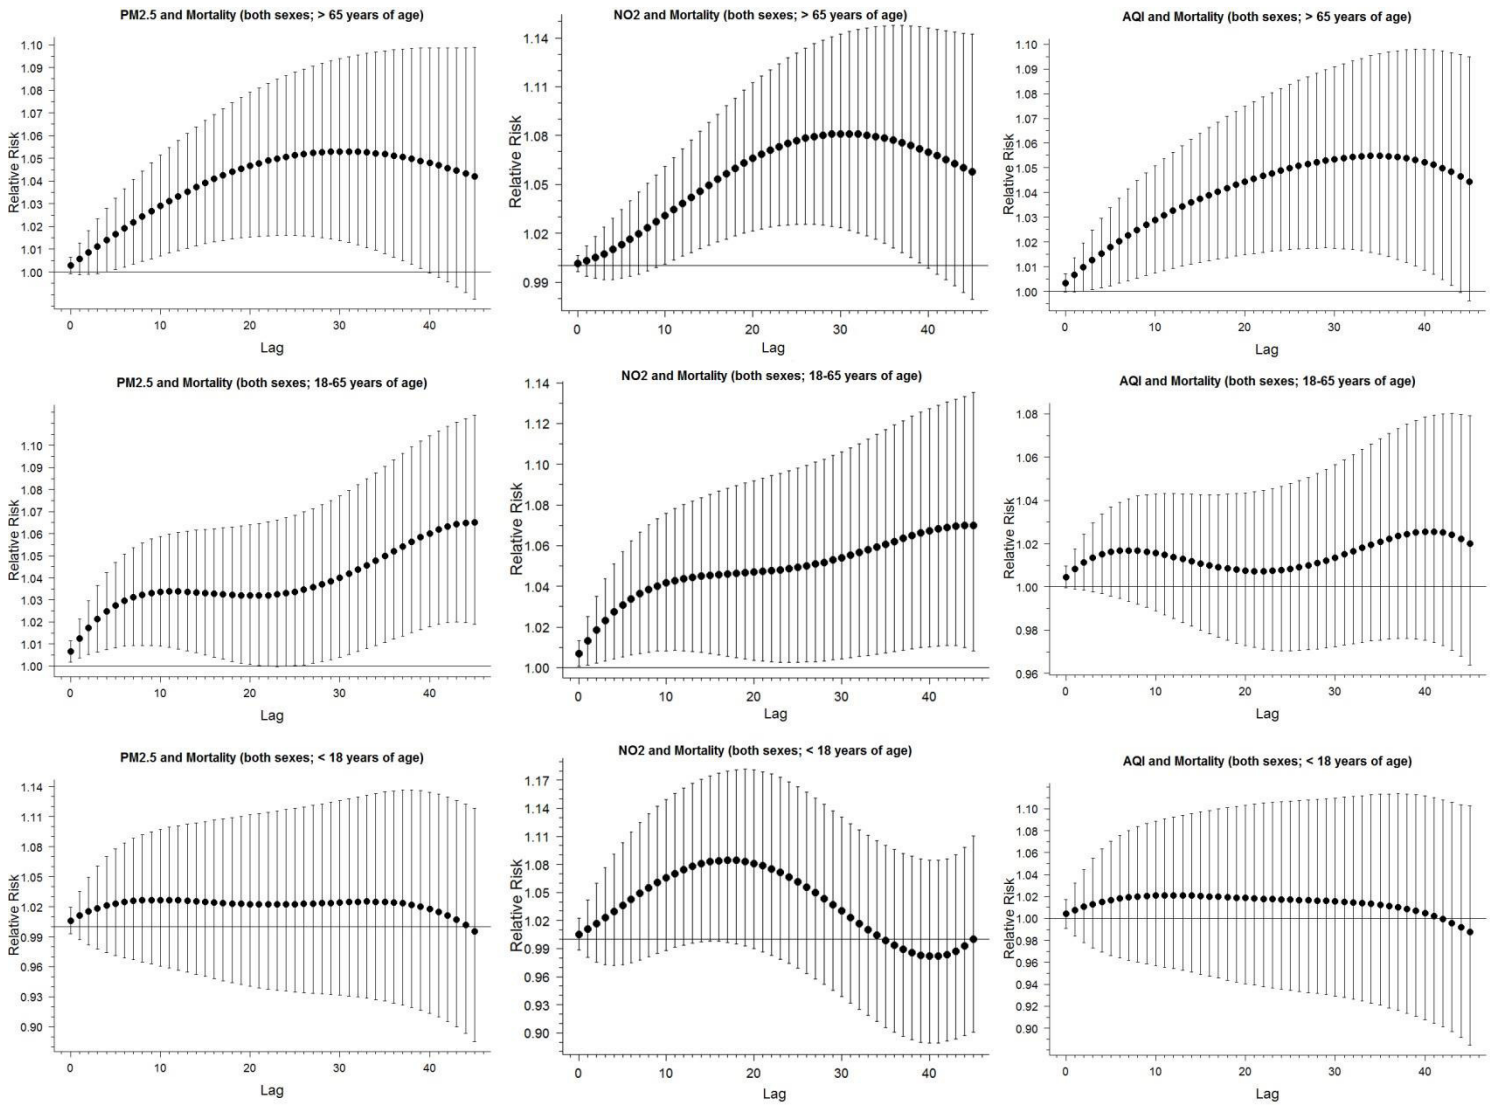 PM2.5 and Mortality (both sexes; > 65 years of age)
1.10
1.09
1.08
1.07
1.06
1.05
1.04
1.03
1.02
1.01
1.00
Relative Risk
0 10 20 30 40
Lag
NO2 and Mortality (both sexes; > 65 years of age)
1.14
1.11
1.08
1.05
1.02
0.99
Relative Risk
0 10 20 30 40
Lag
AQI and Mortality (both sexes; > 65 years of age)
1.10
1.08
1.06
1.04
1.03
1.02
1.01
1.00
Relative Risk
0 10 20 30 40
Lag
PM2.5 and Mortality (both sexes; 18-65 years of age)
1.10
1.09
1.08
1.07
1.06
1.05
1.04
1.03
1.02
1.01
1.00
Relative Risk
0 10 20 30 40
Lag
NO2 and Mortality (both sexes; 18-65 years of age)
1.14
1.12
1.10
1.08
1.06
1.04
1.02
1.00
Relative Risk
0 10 20 30 40
Lag
AQI and Mortality (both sexes; 18-65 years of age)
1.08
1.06
1.04
1.02
1.00
0.98
0.96
Relative Risk
0 10 20 30 40
Lag
PM2.5 and Mortality (both sexes; < 18 years of age)
1.14
1.11
1.08
1.05
1.02
0.99
0.96
0.93
0.90
Relative Risk
0 10 20 30 40
Lag
NO2 and Mortality (both sexes; < 18 years of age)
1.17
1.14
1.11
1.08
1.05
1.02
0.99
0.96
0.93
0.90
Relative Risk
0 10 20 30 40
Lag
AQI and Mortality (both sexes; < 18 years of age)
1.10
1.08
1.06
1.04
1.02
1.00
0.98
0.96
0.94
0.92
0.90
Relative Risk
0 10 20 30 40
Lag